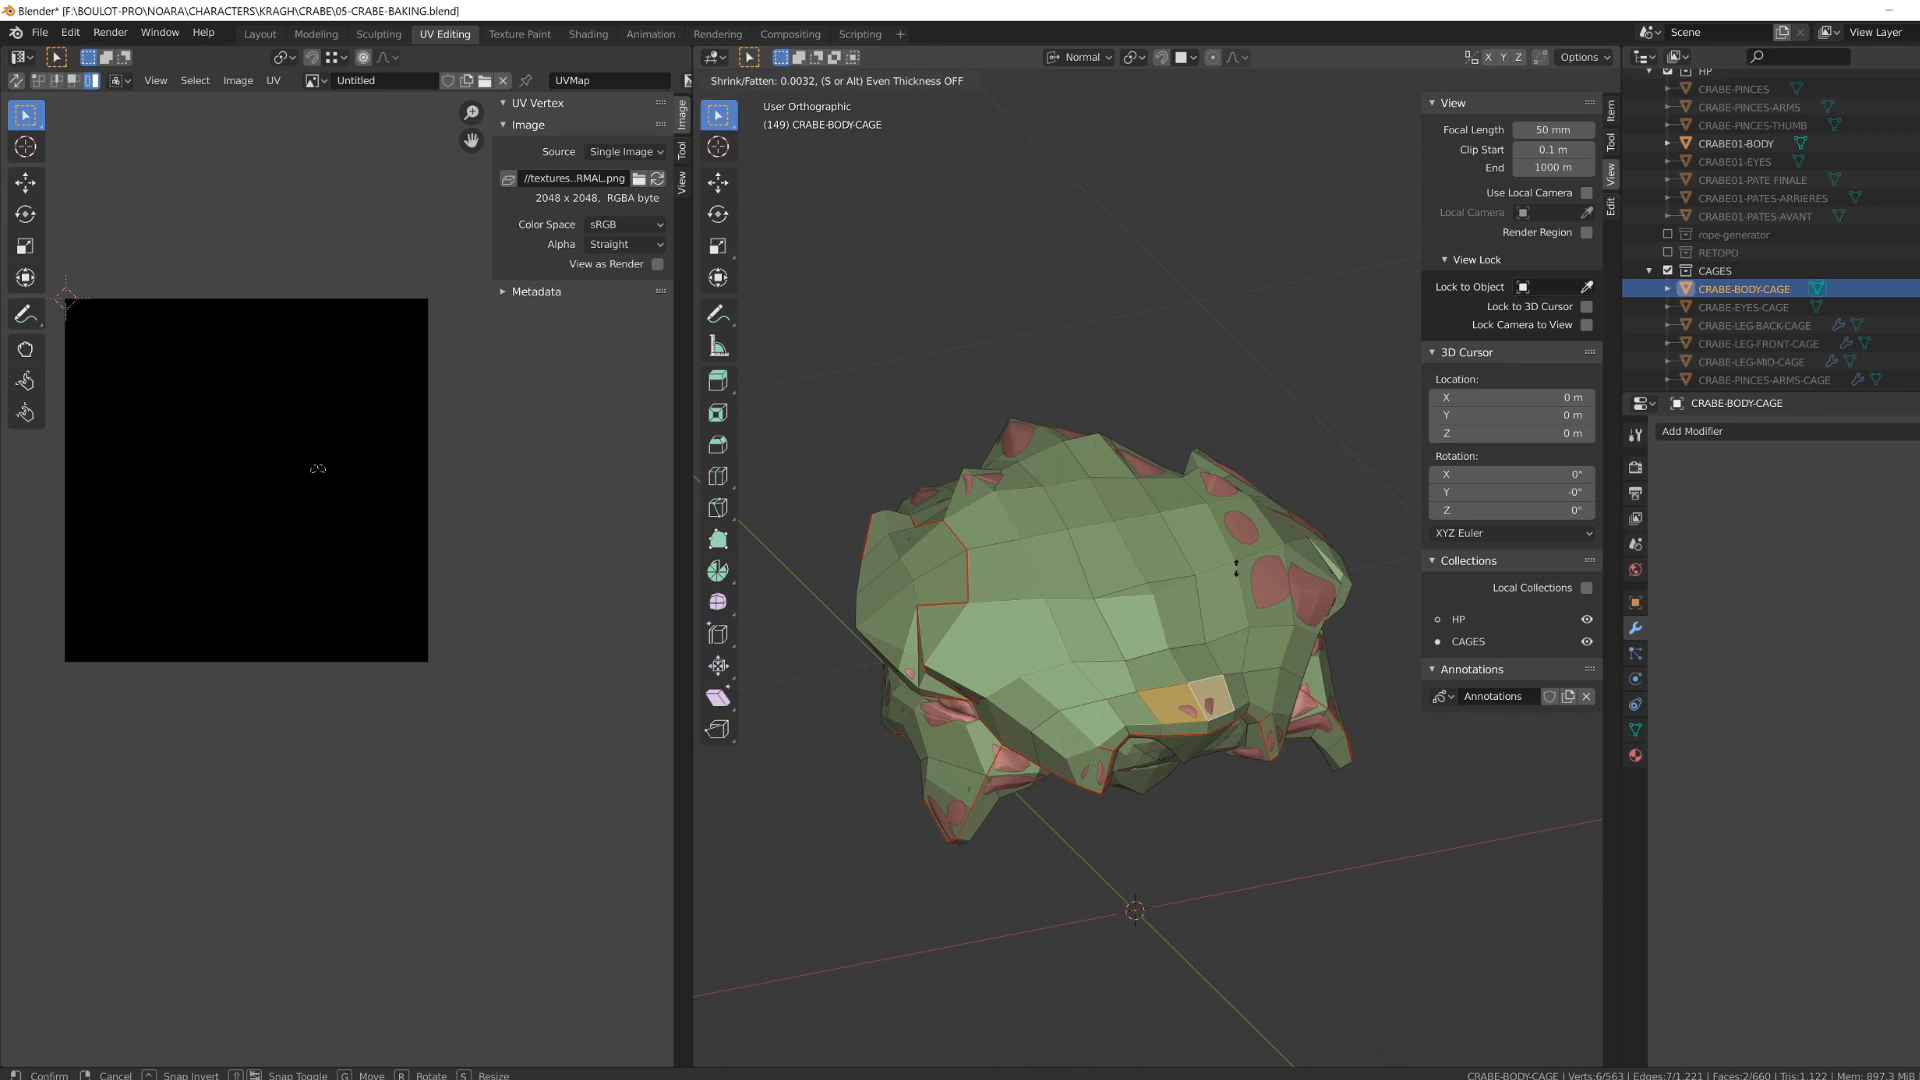 Blender* [F:\BOULOT-PRO\NOARA\CHARACTERS\KRAGH\CRABE\05-CRABE-BAKING.blend]
File Edit Render Window Help Layout Modeling Sculpting UV Editing Texture Paint Shading Animation Rendering Compositing Scripting + Scene View Layer
Normal X Y Z Options
View Select Image UV Untitled UVMap Shrink/Fatten: 0.0032, (S or Alt) Even Thickness OFF
User Orthographic
(149) CRABE-BODY-CAGE
UV Vertex
Image
Source Single Image
//textures..RMAL.png
2048 x 2048, RGBA byte
Color Space sRGB
Alpha Straight
View as Render
Metadata
Image
Tool
View
View
Focal Length 50 mm
Clip Start 0.1 m
End 1000 m
Use Local Camera
Local Camera
Render Region
View Lock
Lock to Object
Lock to 3D Cursor
Lock Camera to View
3D Cursor
Location:
X 0 m
Y 0 m
Z 0 m
Rotation:
X 0°
Y -0°
Z 0°
XYZ Euler
Collections
Local Collections
HP
CAGES
Annotations
Annotations
Item
Tool
View
Edit
HP
CRABE-PINCES
CRABE-PINCES-ARMS
CRABE-PINCES-THUMB
CRABE01-BODY
CRABE01-EYES
CRABE01-PATE FINALE
CRABE01-PATES-ARRIERES
CRABE01-PATES-AVANT
rope-generator
RETOPO
CAGES
CRABE-BODY-CAGE
CRABE-EYES-CAGE
CRABE-LEG-BACK-CAGE
CRABE-LEG-FRONT-CAGE
CRABE-LEG-MID-CAGE
CRABE-PINCES-ARMS-CAGE
CRABE-BODY-CAGE
Add Modifier
Confirm Cancel Snap Invert Snap Toggle G Move R Rotate S Resize
CRABE-BODY-CAGE | Verts:6/563 | Edges:7/1,221 | Faces:2/660 | Tris:1,122 | Mem: 897.3 MiB